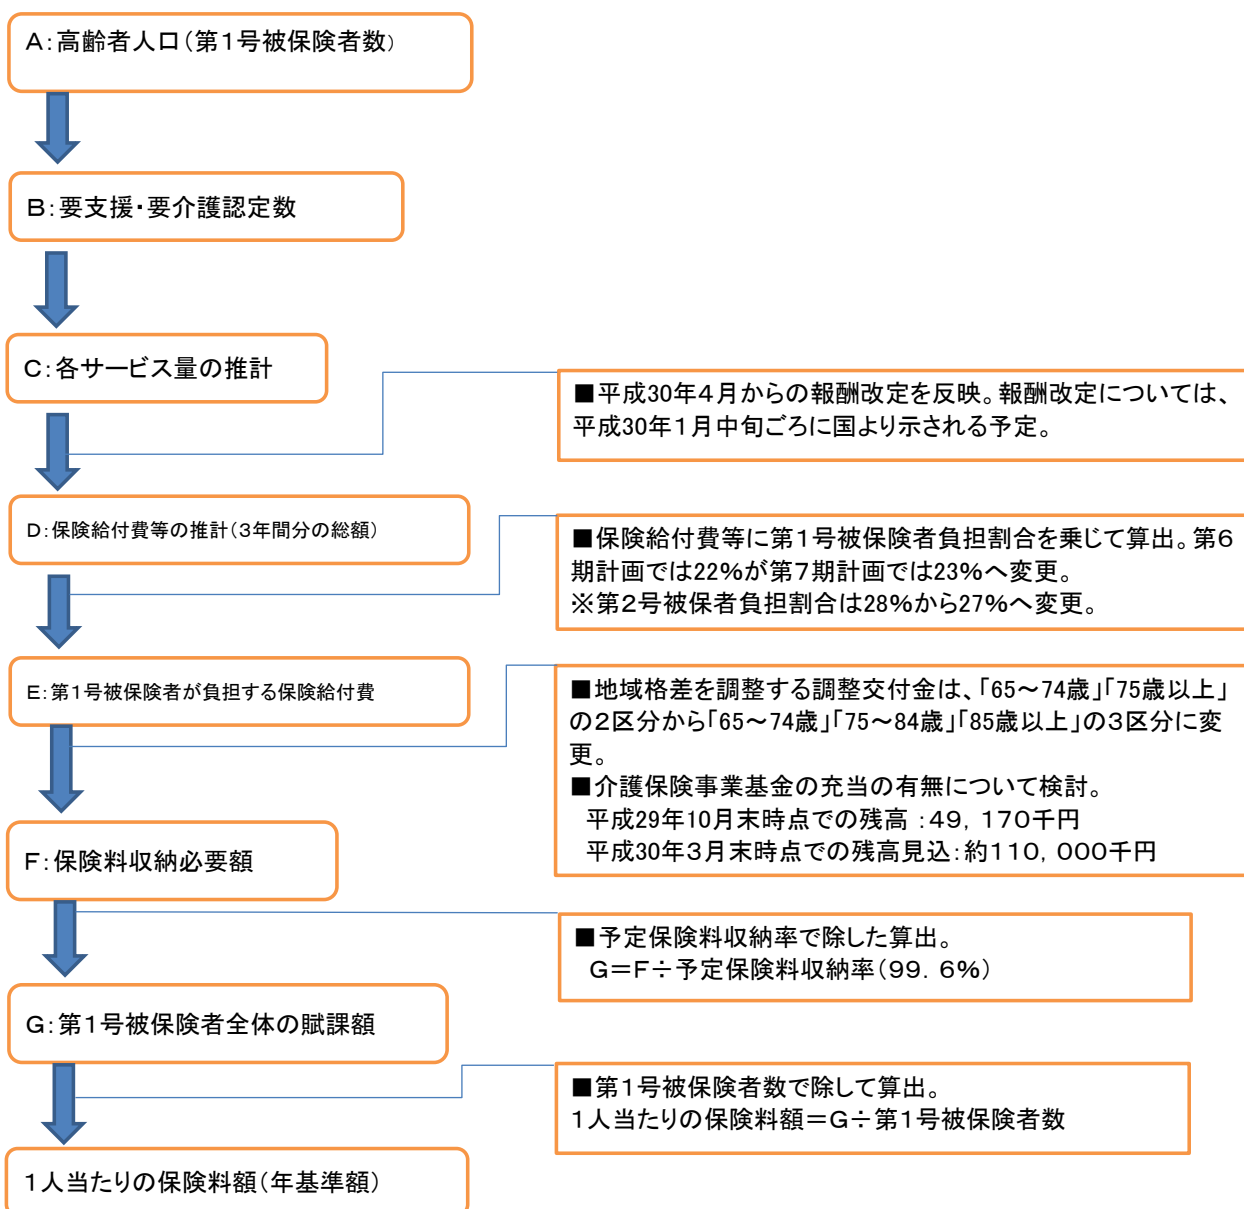 A:高齢者人口(第1号被保険者数)
B:要支援・要介護認定数
C:各サービス量の推計
■平成30年4月からの報酬改定を反映。報酬改定については、
平成30年1月中旬ごろに国より示される予定。
D:保険給付費等の推計(3年間分の総額)
■保険給付費等に第1号被保険者負担割合を乗じて算出。第6
期計画では22%が第7期計画では23%へ変更。
※第2号被保者負担割合は28%から27%へ変更。
E:第1号被保険者が負担する保険給付費
■地域格差を調整する調整交付金は、「65~74歳」「75歳以上」
の2区分から「65~74歳」「75~84歳」「85歳以上」の3区分に変
更。
■介護保険事業基金の充当の有無について検討。
平成29年10月末時点での残高:49,170千円
平成30年3月末時点での残高見込:約110,000千円
F:保険料収納必要額
■予定保険料収納率で除した算出。
G=F÷予定保険料収納率(99.6%)
G:第1号被保険者全体の賦課額
■第1号被保険者数で除して算出。
1人当たりの保険料額=G÷第1号被保険者数
1人当たりの保険料額(年基準額)